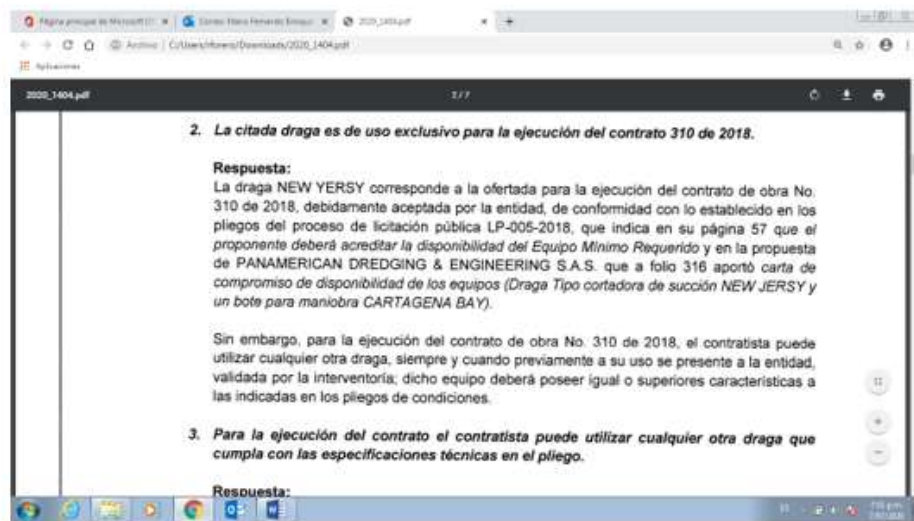 2020_1404.pdf
Archivo | C:/Users/rforero/Downloads/2020_1404.pdf
Aplicaciones
2020_1404.pdf 2 / 7
2. La citada draga es de uso exclusivo para la ejecución del contrato 310 de 2018.
Respuesta:
La draga NEW YERSY corresponde a la ofertada para la ejecución del contrato de obra No.
310 de 2018, debidamente aceptada por la entidad, de conformidad con lo establecido en los
pliegos del proceso de licitación pública LP-005-2018, que indica en su página 57 que el
proponente deberá acreditar la disponibilidad del Equipo Mínimo Requerido y en la propuesta
de PANAMERICAN DREDGING & ENGINEERING S.A.S. que a folio 316 aportó carta de
compromiso de disponibilidad de los equipos (Draga Tipo cortadora de succión NEW JERSY y
un bote para maniobra CARTAGENA BAY).
Sin embargo, para la ejecución del contrato de obra No. 310 de 2018, el contratista puede
utilizar cualquier otra draga, siempre y cuando previamente a su uso se presente a la entidad,
validada por la interventoría; dicho equipo deberá poseer igual o superiores características a
las indicadas en los pliegos de condiciones.
3. Para la ejecución del contrato el contratista puede utilizar cualquier otra draga que
cumpla con las especificaciones técnicas en el pliego.
Respuesta: